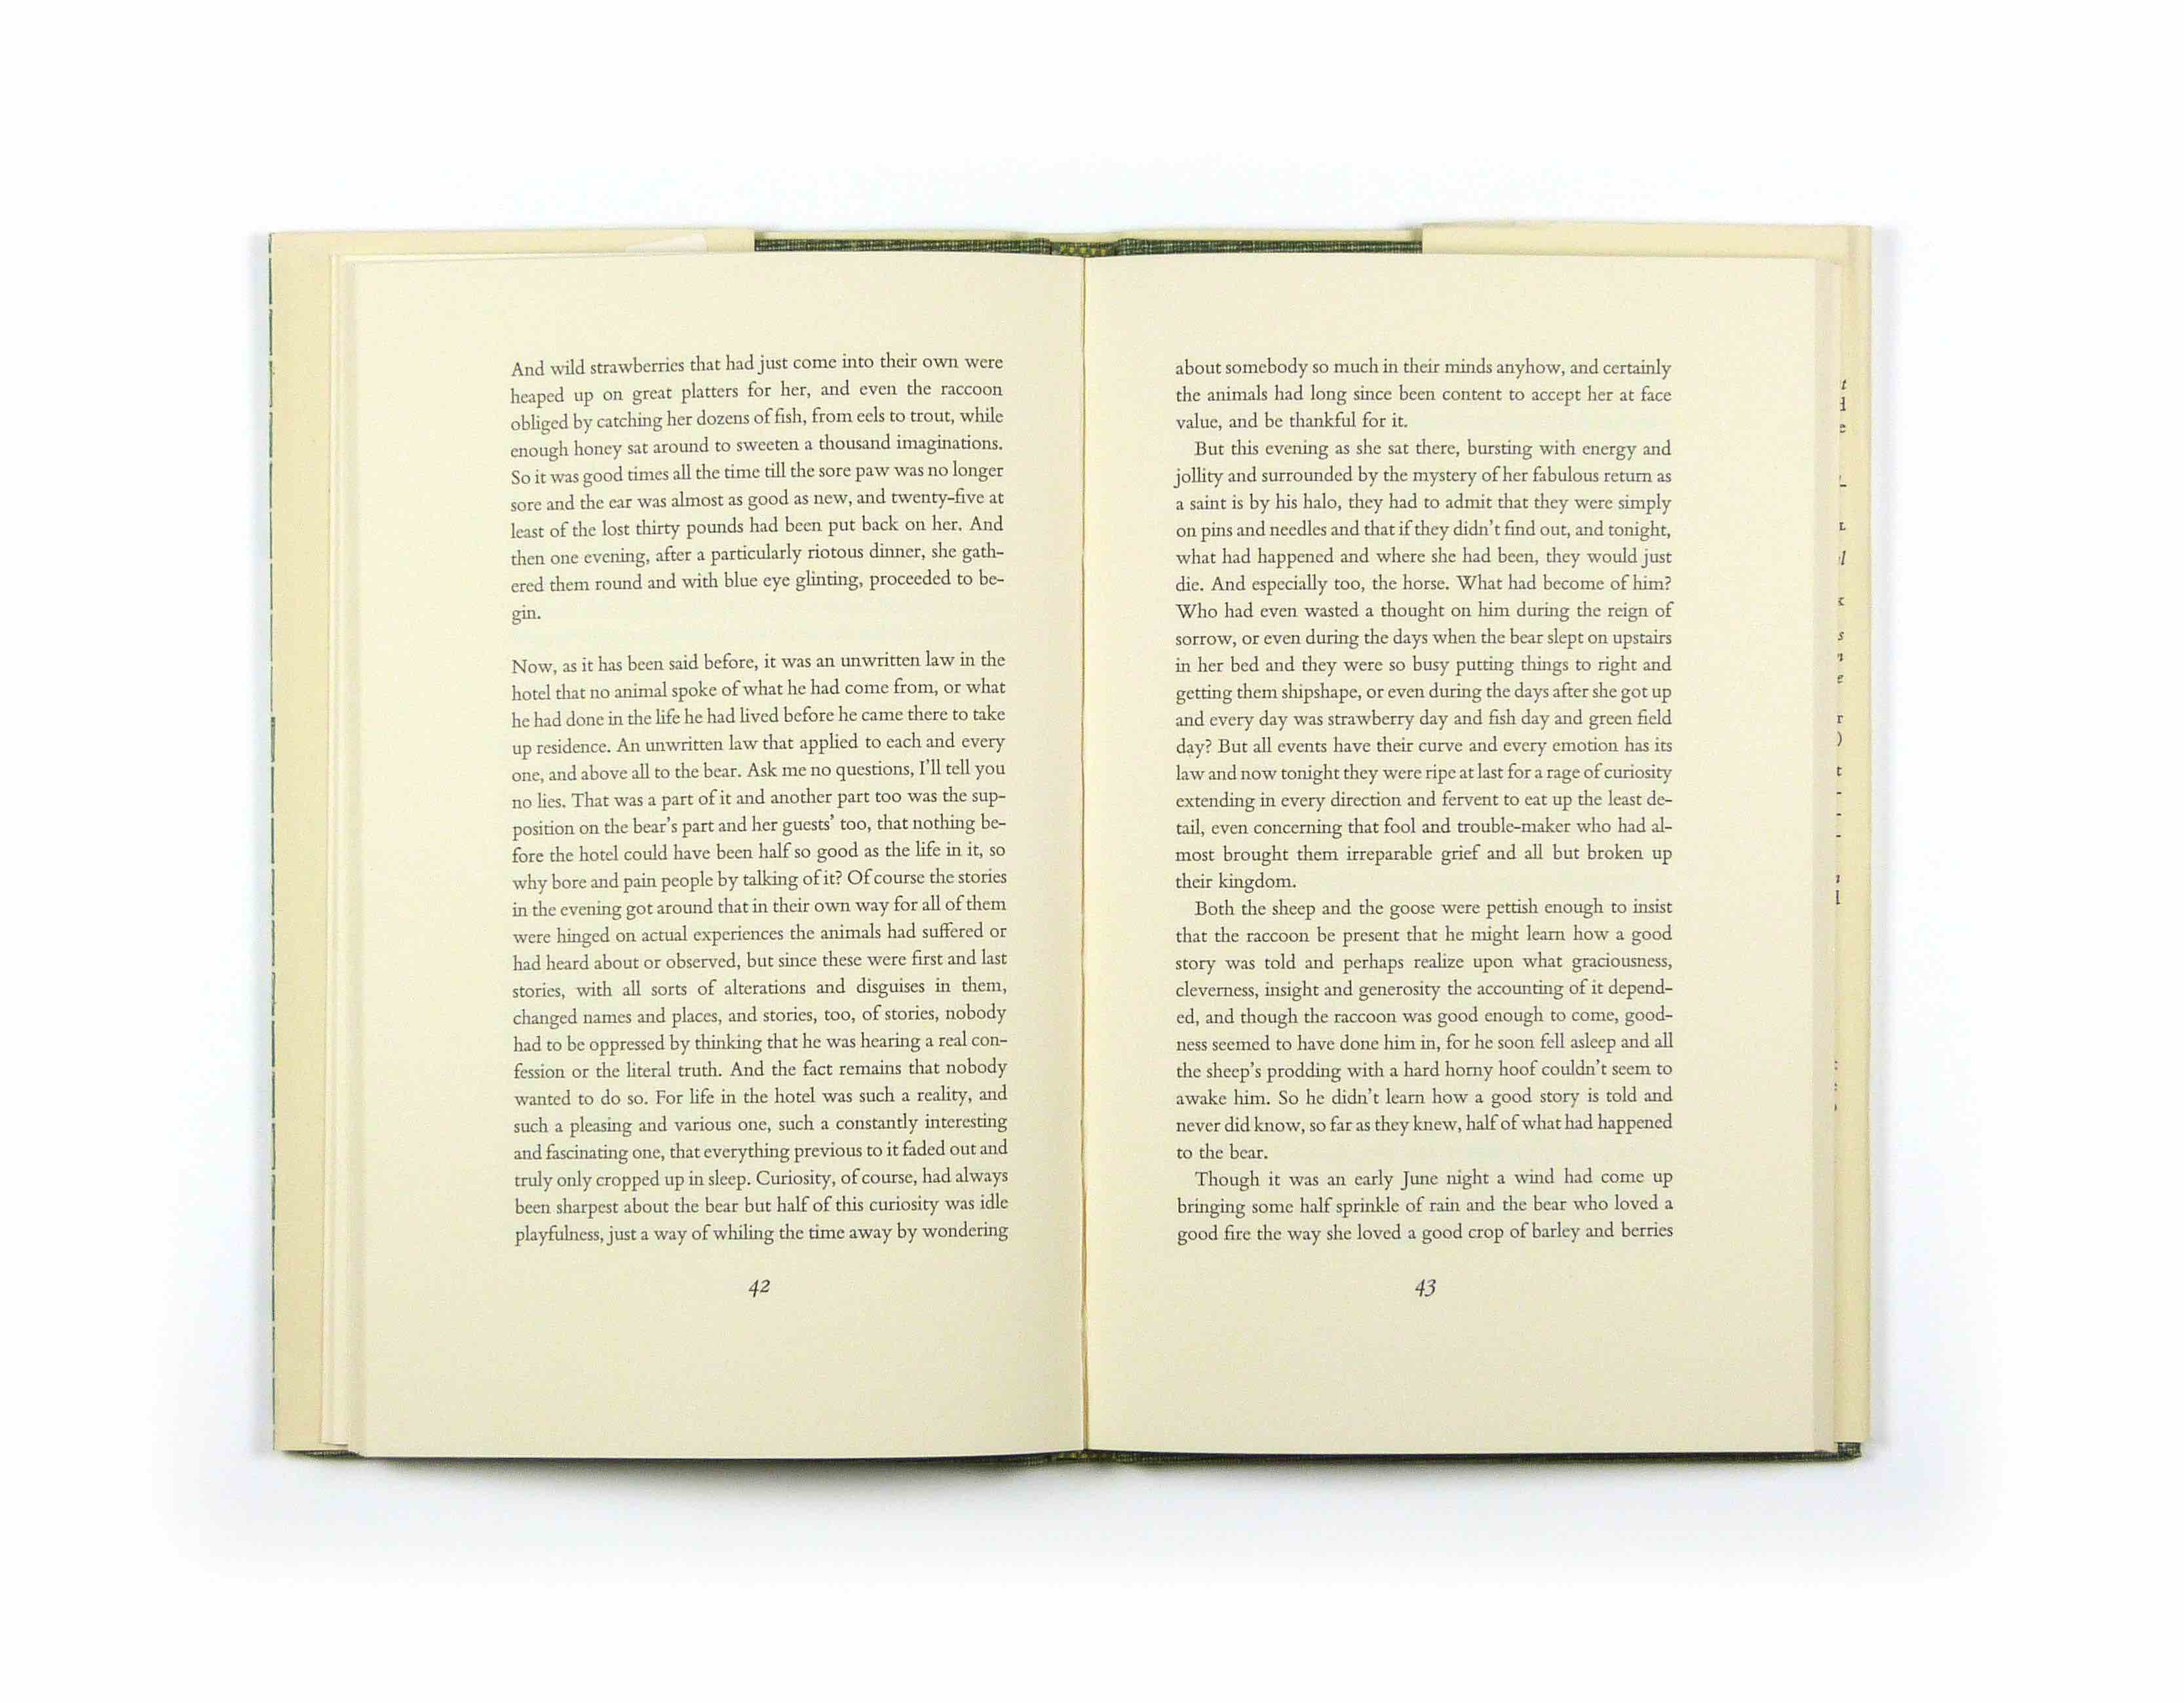 And wild strawberries that had just come into their own were
heaped up on great platters for her, and even the raccoon
obliged by catching her dozens of fish, from eels to trout, while
enough honey sat around to sweeten a thousand imaginations.
So it was good times all the time till the sore paw was no longer
sore and the ear was almost as good as new, and twenty-five at
least of the lost thirty pounds had been put back on her. And
then one evening, after a particularly riotous dinner, she gath-
ered them round and with blue eye glinting, proceeded to be-
gin.
Now, as it has been said before, it was an unwritten law in the
hotel that no animal spoke of what he had come from, or what
he had done in the life he had lived before he came there to take
up residence. An unwritten law that applied to each and every
one, and above all to the bear. Ask me no questions, I'll tell you
no lies. That was a part of it and another part too was the sup-
position on the bear's part and her guests' too, that nothing be-
fore the hotel could have been half so good as the life in it, so
why bore and pain people by talking of it? Of course the stories
in the evening got around that in their own way for all of them
were hinged on actual experiences the animals had suffered or
had heard about or observed, but since these were first and last
stories, with all sorts of alterations and disguises in them,
changed names and places, and stories, too, of stories, nobody
had to be oppressed by thinking that he was hearing a real con-
fession or the literal truth. And the fact remains that nobody
wanted to do so. For life in the hotel was such a reality, and
such a pleasing and various one, such a constantly interesting
and fascinating one, that everything previous to it faded out and
truly only cropped up in sleep. Curiosity, of course, had always
been sharpest about the bear but half of this curiosity was idle
playfulness, just a way of whiling the time away by wondering
42
about somebody so much in their minds anyhow, and certainly
the animals had long since been content to accept her at face
value, and be thankful for it.
But this evening as she sat there, bursting with energy and
jollity and surrounded by the mystery of her fabulous return as
a saint is by his halo, they had to admit that they were simply
on pins and needles and that if they didn't find out, and tonight,
what had happened and where she had been, they would just
die. And especially too, the horse. What had become of him?
Who had even wasted a thought on him during the reign of
sorrow, or even during the days when the bear slept on upstairs
in her bed and they were so busy putting things to right and
getting them shipshape, or even during the days after she got up
and every day was strawberry day and fish day and green field
day? But all events have their curve and every emotion has its
law and now tonight they were ripe at last for a rage of curiosity
extending in every direction and fervent to eat up the least de-
tail, even concerning that fool and trouble-maker who had al-
most brought them irreparable grief and all but broken up
their kingdom.
Both the sheep and the goose were pettish enough to insist
that the raccoon be present that he might learn how a good
story was told and perhaps realize upon what graciousness,
cleverness, insight and generosity the accounting of it depend-
ed, and though the raccoon was good enough to come, good-
ness seemed to have done him in, for he soon fell asleep and all
the sheep's prodding with a hard horny hoof couldn't seem to
awake him. So he didn't learn how a good story is told and
never did know, so far as they knew, half of what had happened
to the bear.
Though it was an early June night a wind had come up
bringing some half sprinkle of rain and the bear who loved a
good fire the way she loved a good crop of barley and berries
43